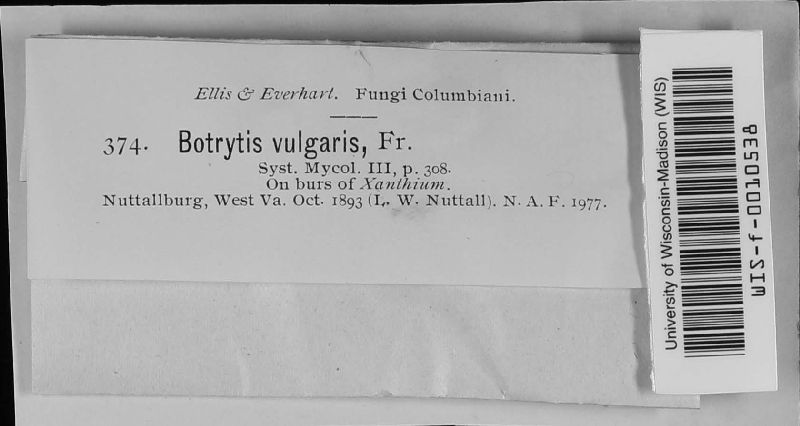 Ellis & Everhart. Fungi Columbiani.
374. Botrytis vulgaris, Fr.
Syst. Mycol. III, p. 308.
On burs of Xanthium.
Nuttallburg, West Va. Oct. 1893 (L. W. Nuttall). N. A. F. 1977.
University of Wisconsin-Madison (WIS)
WIS-f-0010538